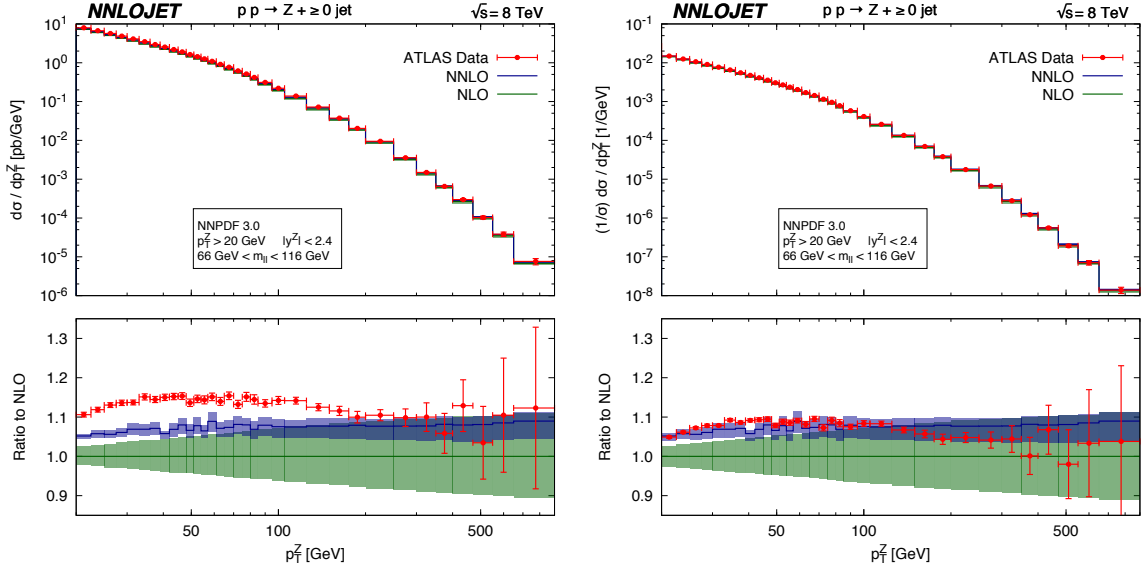 NNLOJET p p → Z + ≥ 0 jet √s = 8 TeV
10^1
10^0
10^-1
10^-2
10^-3
10^-4
10^-5
10^-6
dσ / dp_T^Z [pb/GeV]
ATLAS Data
NNLO
NLO
NNPDF 3.0
p_T^Z > 20 GeV |y^Z| < 2.4
66 GeV < m_ll < 116 GeV
1.3
1.2
1.1
1.0
0.9
Ratio to NLO
50 100 500
p_T^Z [GeV]
NNLOJET p p → Z + ≥ 0 jet √s = 8 TeV
10^-1
10^-2
10^-3
10^-4
10^-5
10^-6
10^-7
10^-8
(1/σ) dσ / dp_T^Z [1/GeV]
ATLAS Data
NNLO
NLO
NNPDF 3.0
p_T^Z > 20 GeV |y^Z| < 2.4
66 GeV < m_ll < 116 GeV
1.3
1.2
1.1
1.0
0.9
Ratio to NLO
50 100 500
p_T^Z [GeV]